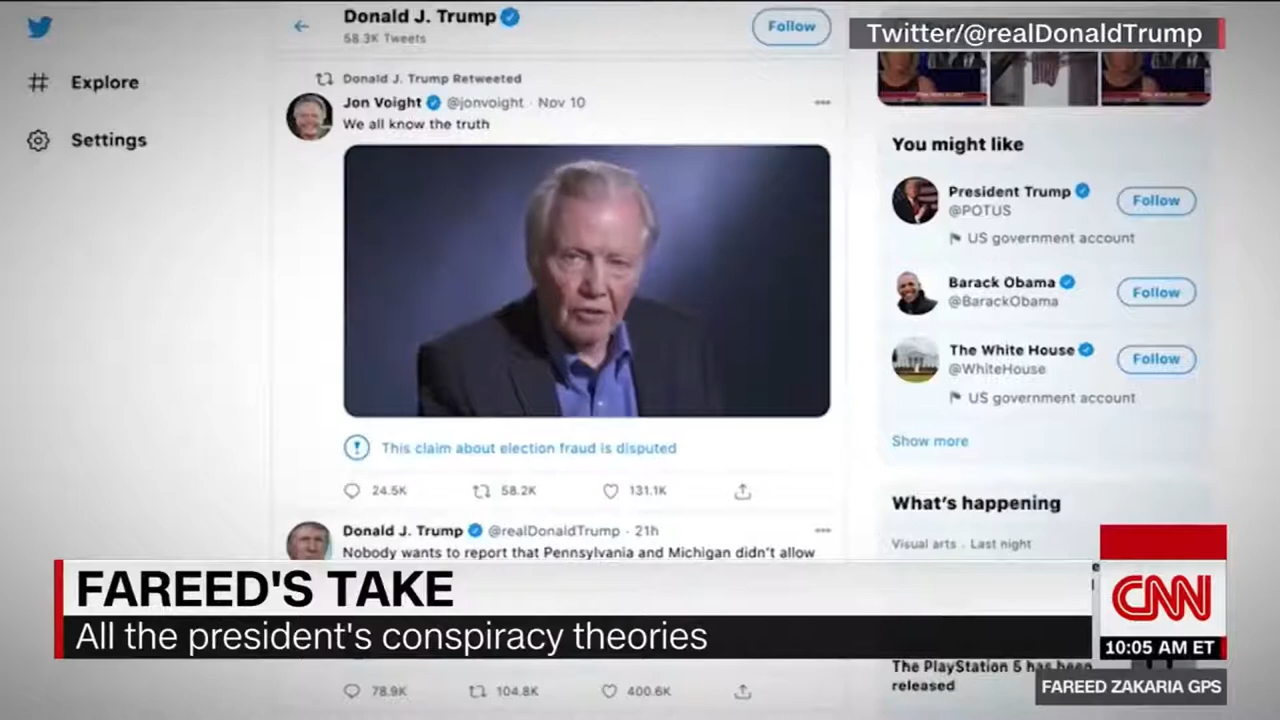 Donald J. Trump
58.3K Tweets
Follow
Twitter/@realDonaldTrump
Explore
Settings
Donald J. Trump Retweeted
Jon Voight @jonvoight · Nov 10
We all know the truth
This claim about election fraud is disputed
24.5K 58.2K 131.1K
Donald J. Trump @realDonaldTrump · 21h
Nobody wants to report that Pennsylvania and Michigan didn't allow
78.9K 104.8K 400.6K
You might like
President Trump
@POTUS
Follow
US government account
Barack Obama
@BarackObama
Follow
The White House
@WhiteHouse
Follow
US government account
Show more
What's happening
Visual arts · Last night
The PlayStation 5 has been
released
FAREED'S TAKE
All the president's conspiracy theories
CNN
10:05 AM ET
FAREED ZAKARIA GPS